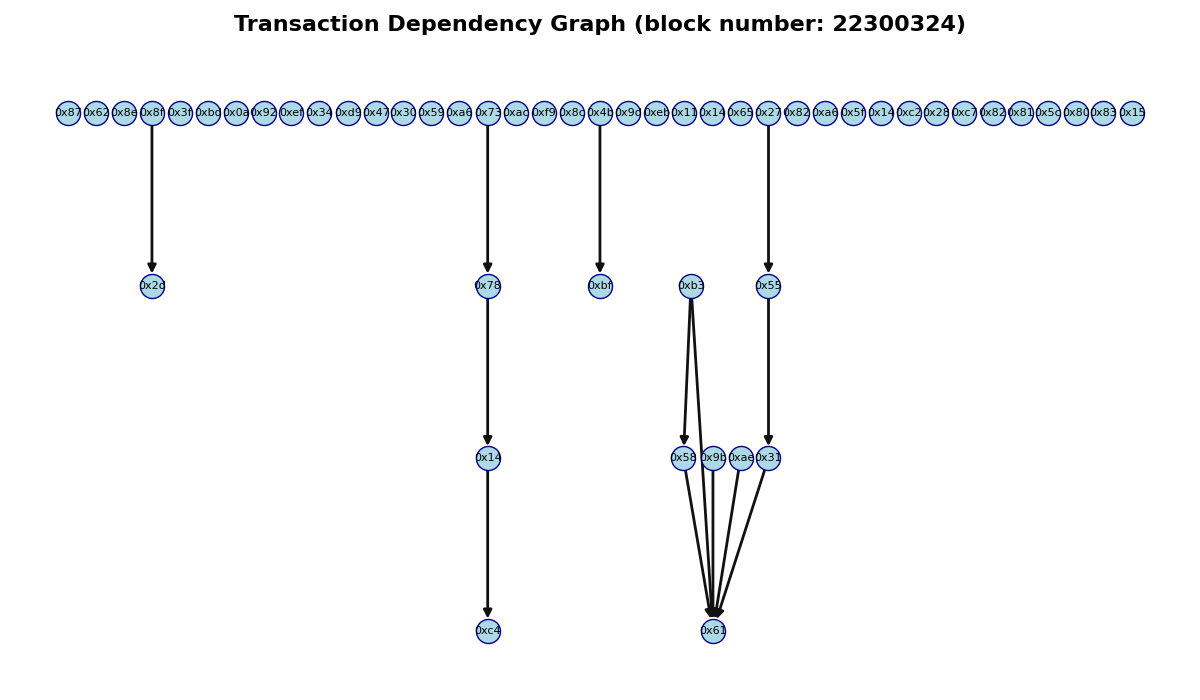 Transaction Dependency Graph (block number: 22300324)
0x87 0x62 0x8e 0x8f 0x3f 0xbd 0x0a 0x92 0xef 0x34 0xd9 0x47 0x30 0x59 0xa6 0x73 0xac 0xf9 0x8c 0x4b 0x9d 0xeb 0x11 0x14 0x65 0x27 0x82 0xa6 0x5f 0x14 0xc2 0x28 0xc7 0x82 0x81 0x5c 0x80 0x83 0x15
0x2d 0x78 0xbf 0xb3 0x55
0x14 0x58 0x9b 0xae 0x31
0xc4 0x61